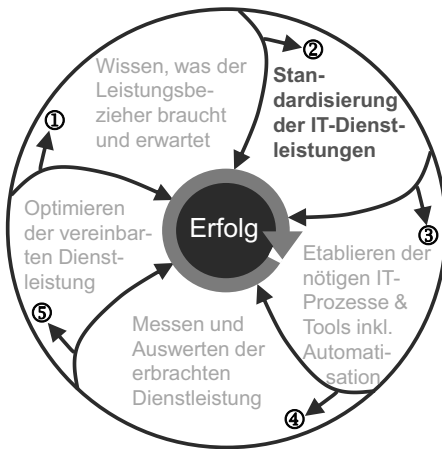 ①
Wissen, was der
Leistungsbe-
zieher braucht
und erwartet
②
Stan-
dardisierung
der IT-Dienst-
leistungen
③
Etablieren der
nötigen IT-
Prozesse &
Tools inkl.
Automati-
sation
④
Messen und
Auswerten der
erbrachten
Dienstleistung
⑤
Optimieren
der vereinbar-
ten Dienst-
leistung
Erfolg